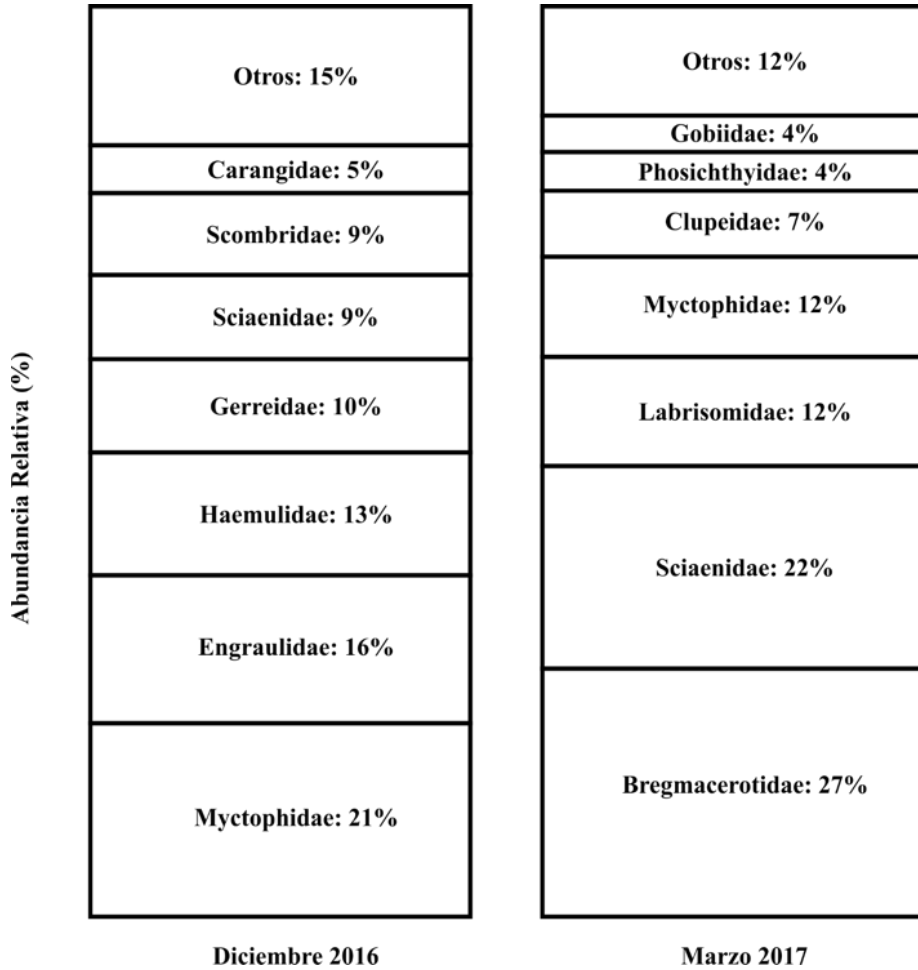 Abundancia Relativa (%)
Otros: 15%
Carangidae: 5%
Scombridae: 9%
Sciaenidae: 9%
Gerreidae: 10%
Haemulidae: 13%
Engraulidae: 16%
Myctophidae: 21%
Diciembre 2016
Otros: 12%
Gobiidae: 4%
Phosichthyidae: 4%
Clupeidae: 7%
Myctophidae: 12%
Labrisomidae: 12%
Sciaenidae: 22%
Bregmacerotidae: 27%
Marzo 2017